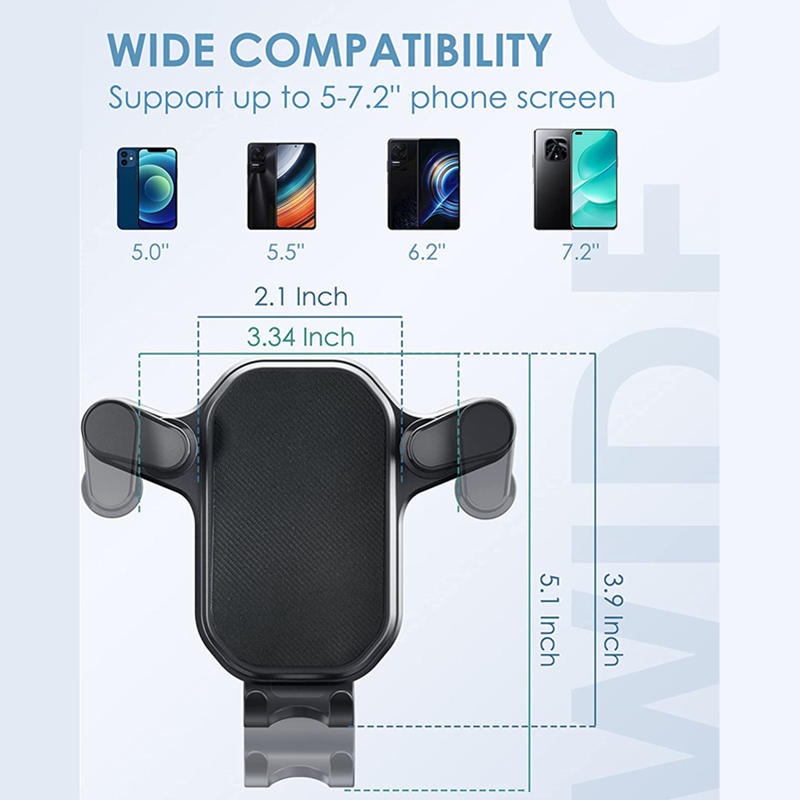 WIDE COMPATIBILITY
Support up to 5-7.2" phone screen
5.0"
5.5"
6.2"
7.2"
2.1 Inch
3.34 Inch
5.1 Inch
3.9 Inch
WIDE C